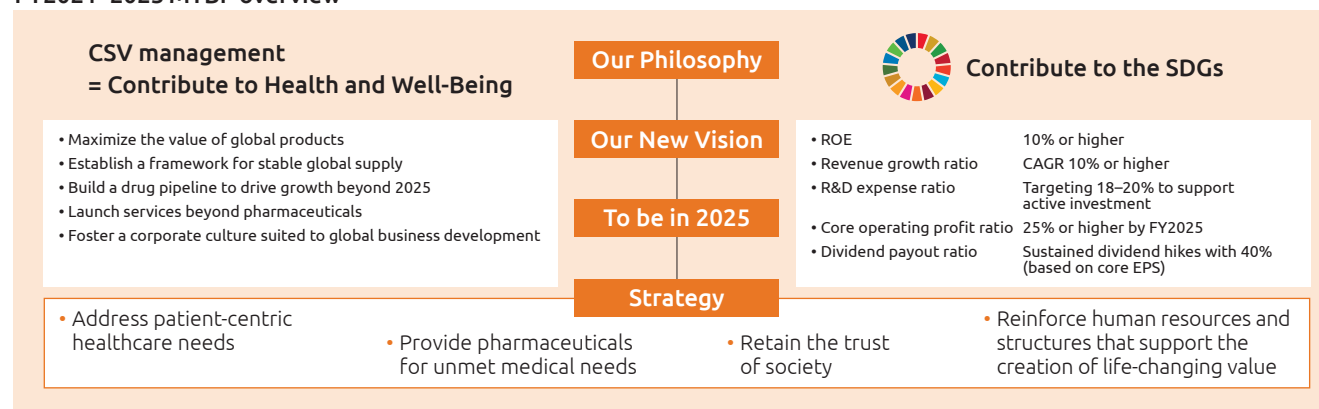 CSV management
= Contribute to Health and Well-Being
Our Philosophy
Contribute to the SDGs
• Maximize the value of global products
• Establish a framework for stable global supply
• Build a drug pipeline to drive growth beyond 2025
• Launch services beyond pharmaceuticals
• Foster a corporate culture suited to global business development
Our New Vision
To be in 2025
• ROE 10% or higher
• Revenue growth ratio CAGR 10% or higher
• R&D expense ratio Targeting 18–20% to support
active investment
• Core operating profit ratio 25% or higher by FY2025
• Dividend payout ratio Sustained dividend hikes with 40%
(based on core EPS)
Strategy
• Address patient-centric
healthcare needs
• Provide pharmaceuticals
for unmet medical needs
• Retain the trust
of society
• Reinforce human resources and
structures that support the
creation of life-changing value